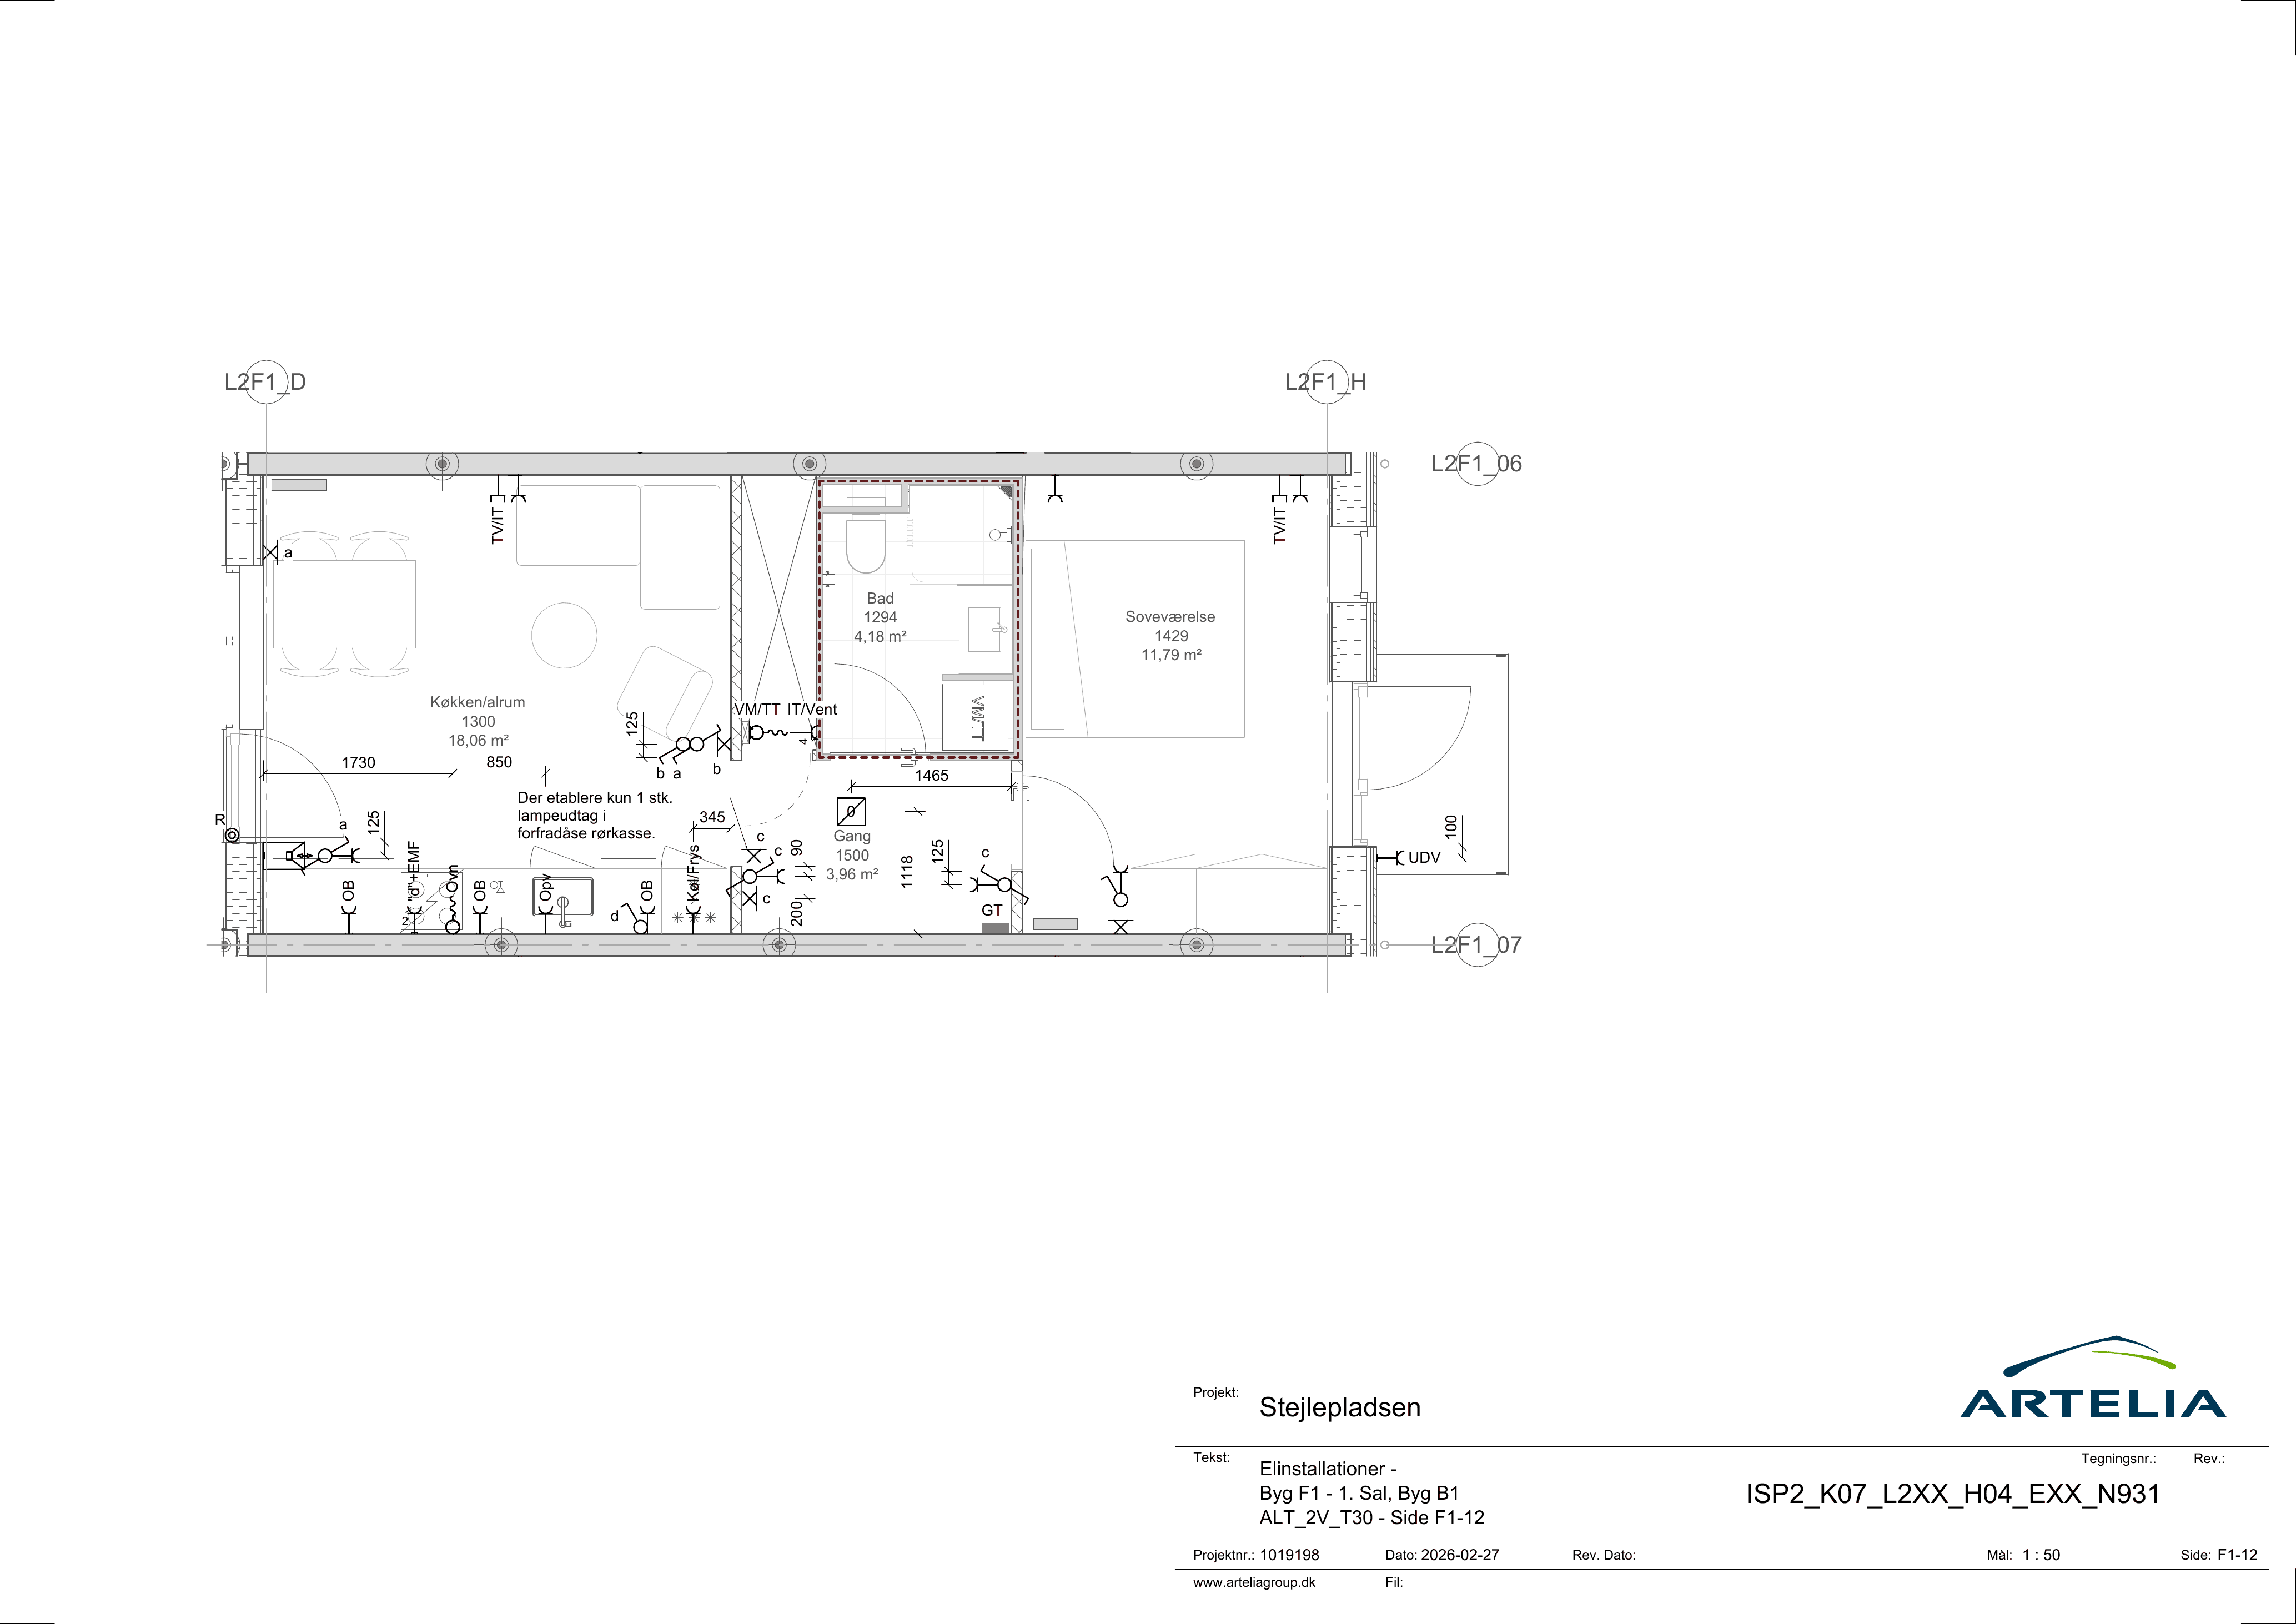 L2F1_D
L2F1_H
L2F1_06
TV/IT
TV/IT
a
Bad
1294
4,18 m²
Soveværelse
1429
11,79 m²
Køkken/alrum
1300
18,06 m²
VM/TT IT/Vent
VM/TT
4
125
b a
b
1730
850
1465
Der etablere kun 1 stk.
lampeudtag i
forfradåse rørkasse.
345
R
a
125
0
Gang
1500
3,96 m²
c
c
c
90
200
1118
125
c
GT
100
UDV
OB
2
"d"+EMF
Ovn
OB
Opv
d
OB
Køl/Frys
L2F1_07
Projekt:
Stejlepladsen
ARTELIA
Tekst:
Elinstallationer -
Byg F1 - 1. Sal, Byg B1
ALT_2V_T30 - Side F1-12
Tegningsnr.:
Rev.:
ISP2_K07_L2XX_H04_EXX_N931
Projektnr.: 1019198
Dato: 2026-02-27
Rev. Dato:
Mål: 1 : 50
Side: F1-12
www.arteliagroup.dk
Fil: